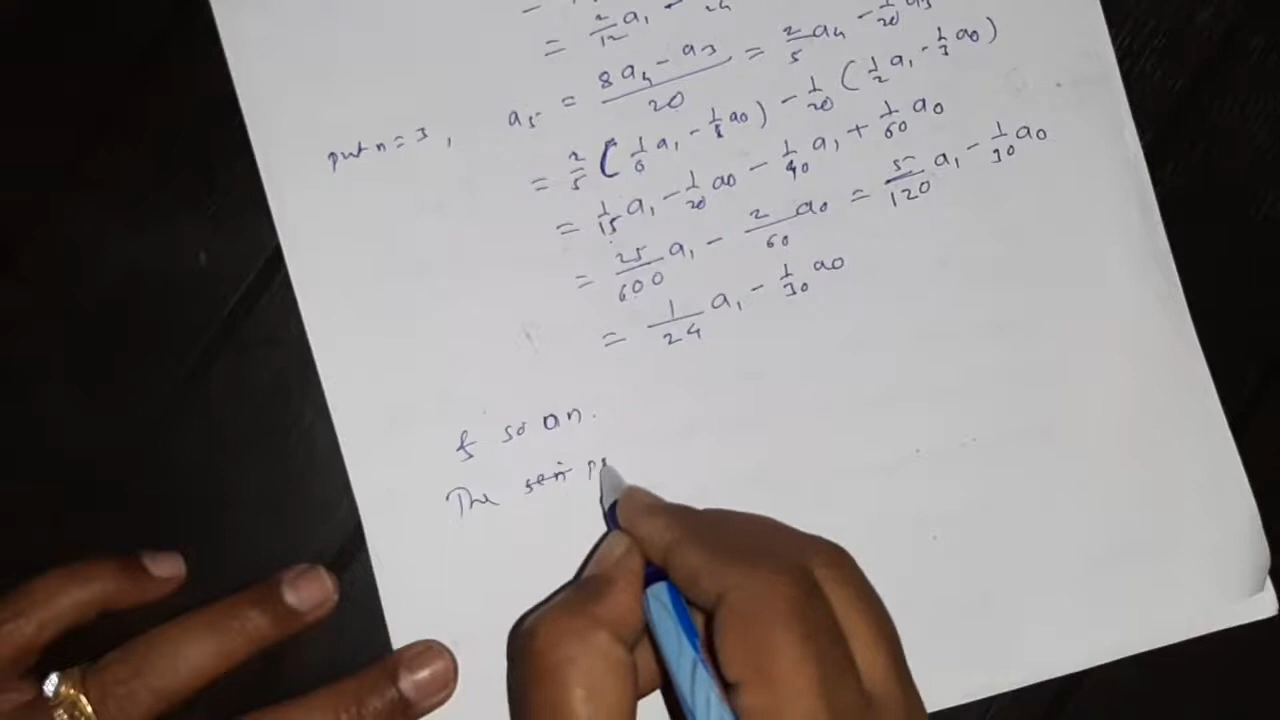 = 2/12 a₁ - 24
put n = 3, a₅ = (8a₄ - a₃)/20 = 2/5 a₄ - 1/20 a₃
= 2/5 (1/6 a₁ - 1/8 a₀) - 1/20 (1/2 a₁ - 1/3 a₀)
= 1/15 a₁ - 1/20 a₀ - 1/40 a₁ + 1/60 a₀
= 25/600 a₁ - 2/60 a₀ = 5/120 a₁ - 1/30 a₀
= 1/24 a₁ - 1/30 a₀
& so on.
The